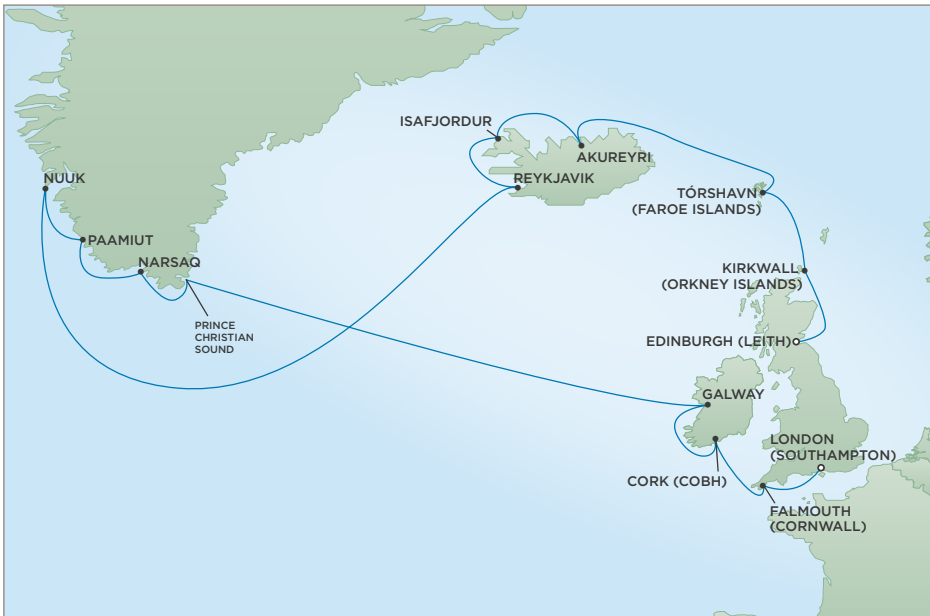 ISAFJORDUR
AKUREYRI
REYKJAVIK
NUUK
TÓRSHAVN
(FAROE ISLANDS)
PAAMIUT
NARSAQ
KIRKWALL
(ORKNEY ISLANDS)
PRINCE
CHRISTIAN
SOUND
EDINBURGH (LEITH)
GALWAY
LONDON
(SOUTHAMPTON)
CORK (COBH)
FALMOUTH
(CORNWALL)